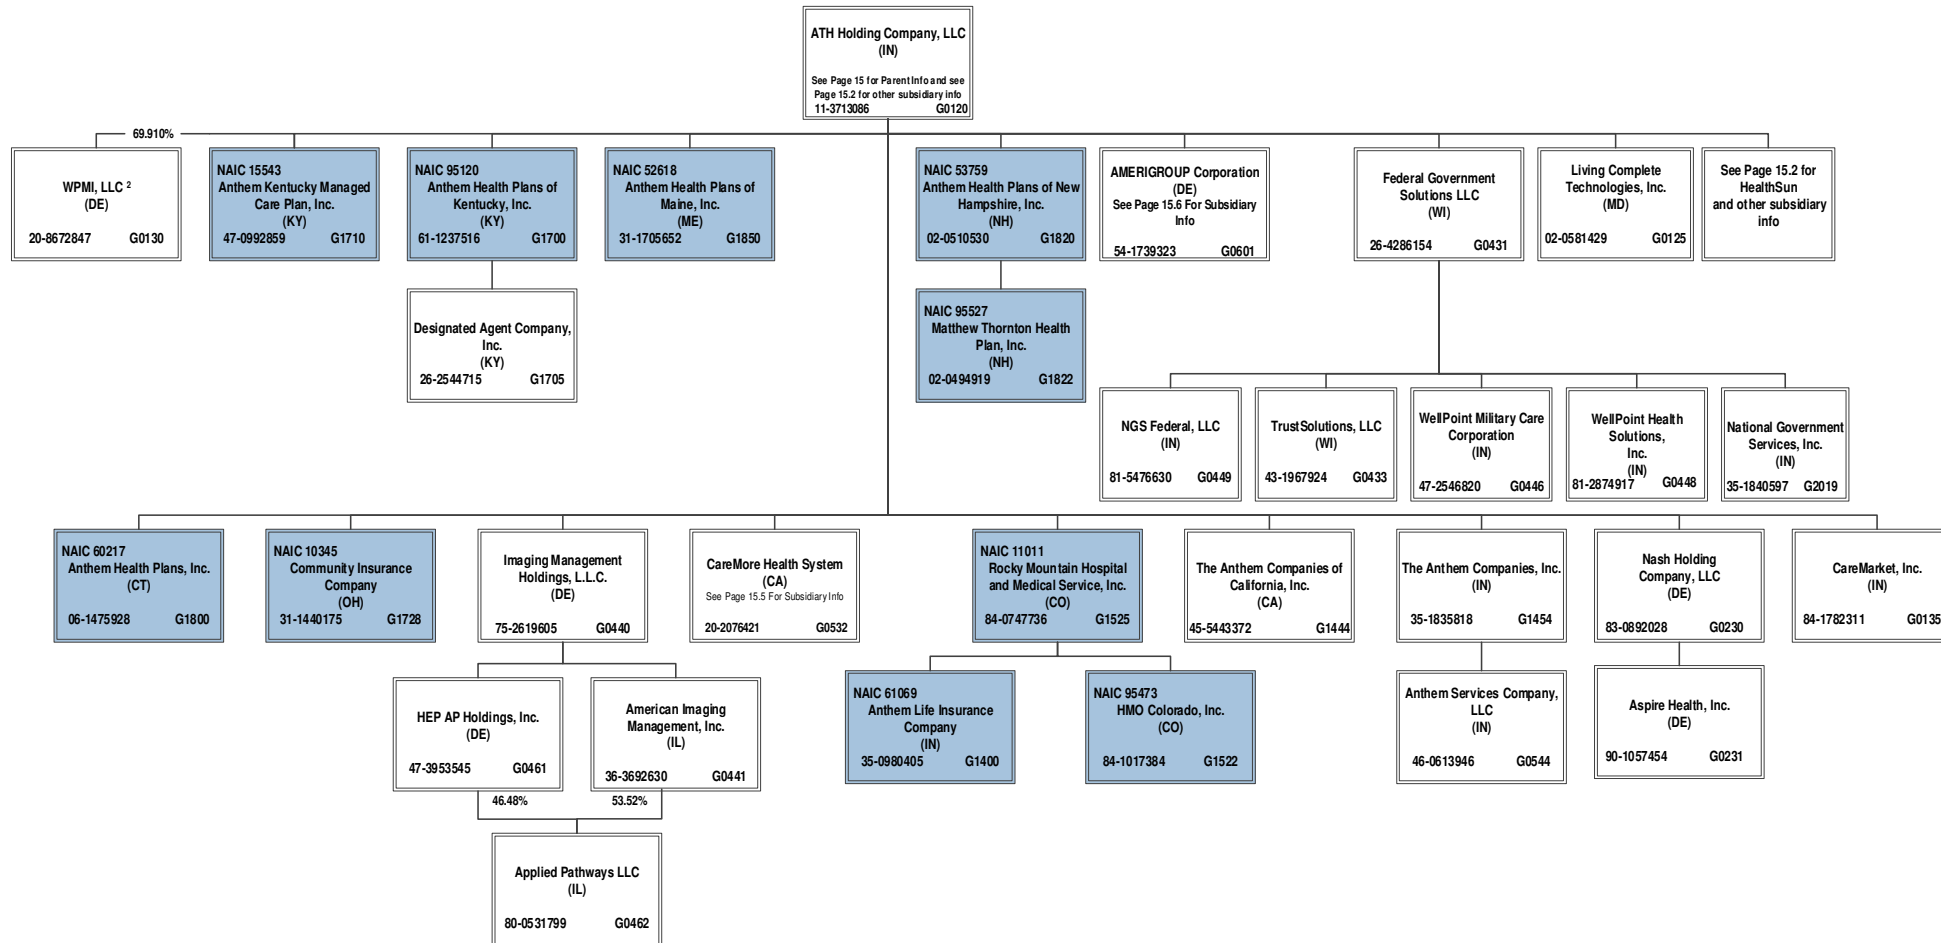 ATH Holding Company, LLC
(IN)
See Page 15 for Parent Info and see
Page 15.2 for other subsidiary info
11-3713086 G0120
69.910%
WPMI, LLC ²
(DE)
20-8672847 G0130
NAIC 15543
Anthem Kentucky Managed
Care Plan, Inc.
(KY)
47-0992859 G1710
NAIC 95120
Anthem Health Plans of
Kentucky, Inc.
(KY)
61-1237516 G1700
NAIC 52618
Anthem Health Plans of
Maine, Inc.
(ME)
31-1705652 G1850
NAIC 53759
Anthem Health Plans of New
Hampshire, Inc.
(NH)
02-0510530 G1820
AMERIGROUP Corporation
(DE)
See Page 15.6 For Subsidiary
Info
54-1739323 G0601
Federal Government
Solutions LLC
(WI)
26-4286154 G0431
Living Complete
Technologies, Inc.
(MD)
02-0581429 G0125
See Page 15.2 for
HealthSun
and other subsidiary
info
Designated Agent Company,
Inc.
(KY)
26-2544715 G1705
NAIC 95527
Matthew Thornton Health
Plan, Inc.
(NH)
02-0494919 G1822
NGS Federal, LLC
(IN)
81-5476630 G0449
TrustSolutions, LLC
(WI)
43-1967924 G0433
WellPoint Military Care
Corporation
(IN)
47-2546820 G0446
WellPoint Health
Solutions,
Inc.
(IN)
81-2874917 G0448
National Government
Services, Inc.
(IN)
35-1840597 G2019
NAIC 60217
Anthem Health Plans, Inc.
(CT)
06-1475928 G1800
NAIC 10345
Community Insurance
Company
(OH)
31-1440175 G1728
Imaging Management
Holdings, L.L.C.
(DE)
75-2619605 G0440
CareMore Health System
(CA)
See Page 15.5 For Subsidiary Info
20-2076421 G0532
NAIC 11011
Rocky Mountain Hospital
and Medical Service, Inc.
(CO)
84-0747736 G1525
The Anthem Companies of
California, Inc.
(CA)
45-5443372 G1444
The Anthem Companies, Inc.
(IN)
35-1835818 G1454
Nash Holding
Company, LLC
(DE)
83-0892028 G0230
CareMarket, Inc.
(IN)
84-1782311 G0135
HEP AP Holdings, Inc.
(DE)
47-3953545 G0461
American Imaging
Management, Inc.
(IL)
36-3692630 G0441
NAIC 61069
Anthem Life Insurance
Company
(IN)
35-0980405 G1400
NAIC 95473
HMO Colorado, Inc.
(CO)
84-1017384 G1522
Anthem Services Company,
LLC
(IN)
46-0613946 G0544
Aspire Health, Inc.
(DE)
90-1057454 G0231
46.48% 53.52%
Applied Pathways LLC
(IL)
80-0531799 G0462